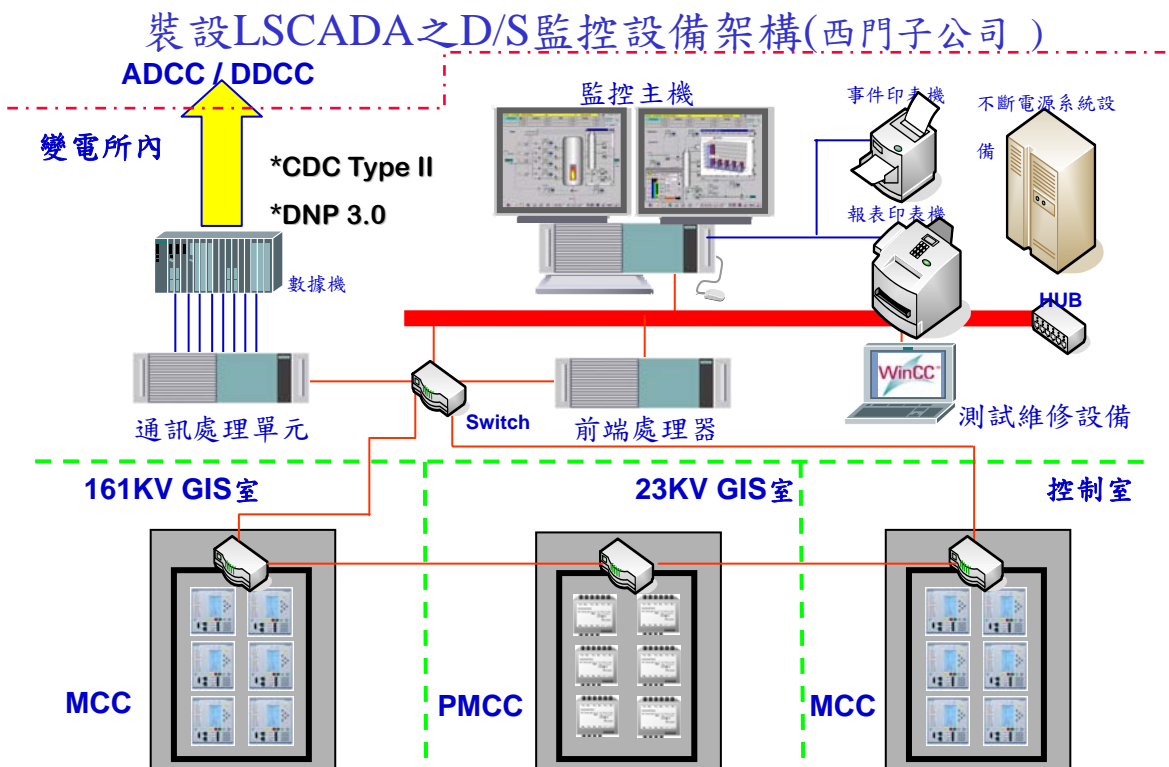 裝設LSCADA之D/S監控設備架構(西門子公司 )
ADCC / DDCC
變電所內
*CDC Type II
*DNP 3.0
數據機
監控主機
事件印表機
不斷電源系統設
備
報表印表機
HUB
WinCC
通訊處理單元
Switch
前端處理器
測試維修設備
161KV GIS室
23KV GIS室
控制室
MCC
PMCC
MCC